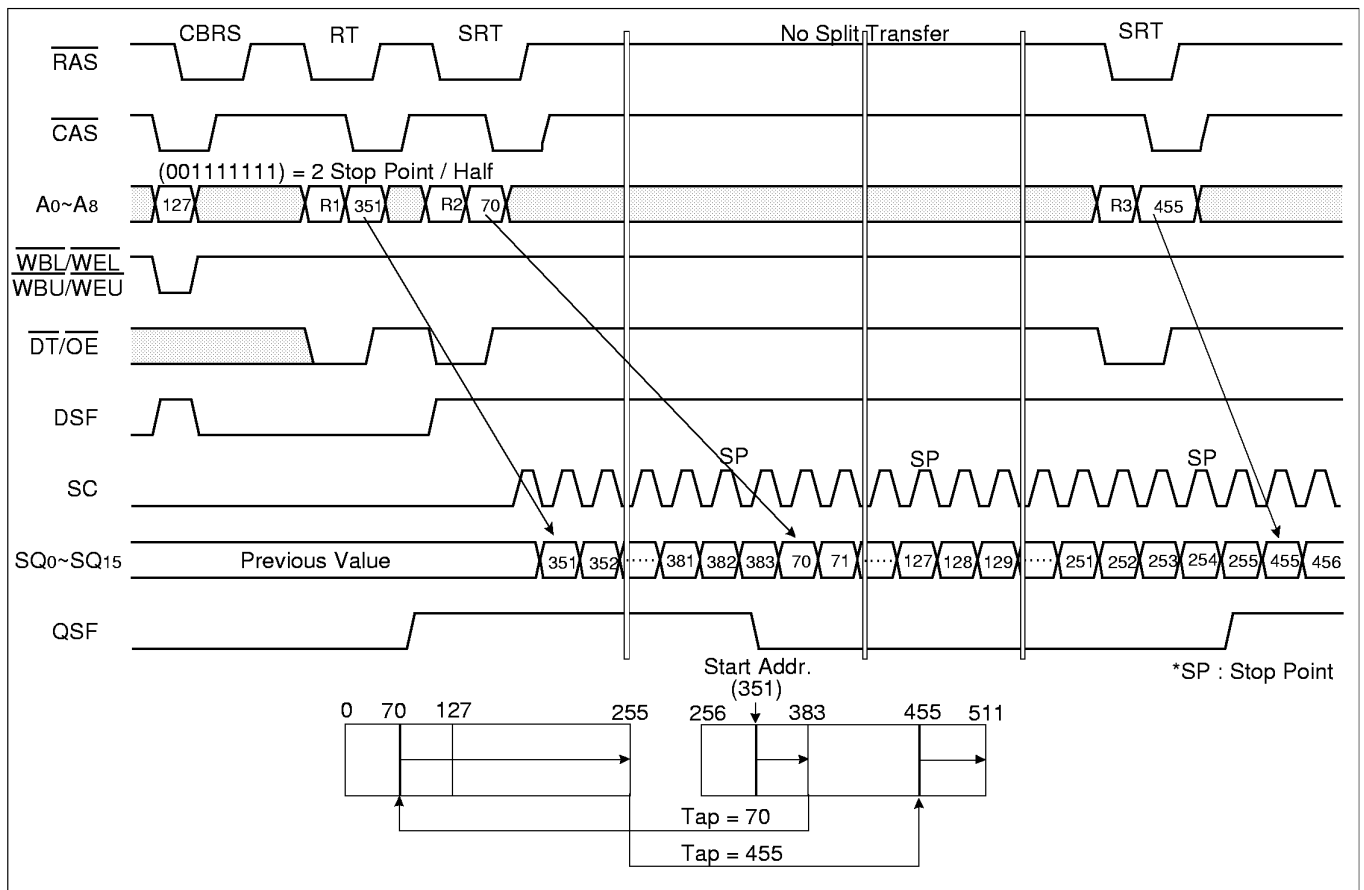 CBRS RT SRT No Split Transfer SRT
RAS
CAS
(001111111) = 2 Stop Point / Half
A0~A8 127 R1 351 R2 70 R3 455
WBL/WEL
WBU/WEU
DT/OE
DSF
SP SP SP
SC
SQ0~SQ15 Previous Value 351 352 ····· 381 382 383 70 71 ····· 127 128 129 ····· 251 252 253 254 255 455 456
QSF
Start Addr.
(351)
*SP : Stop Point
0 70 127 255 256 383 455 511
Tap = 70
Tap = 455